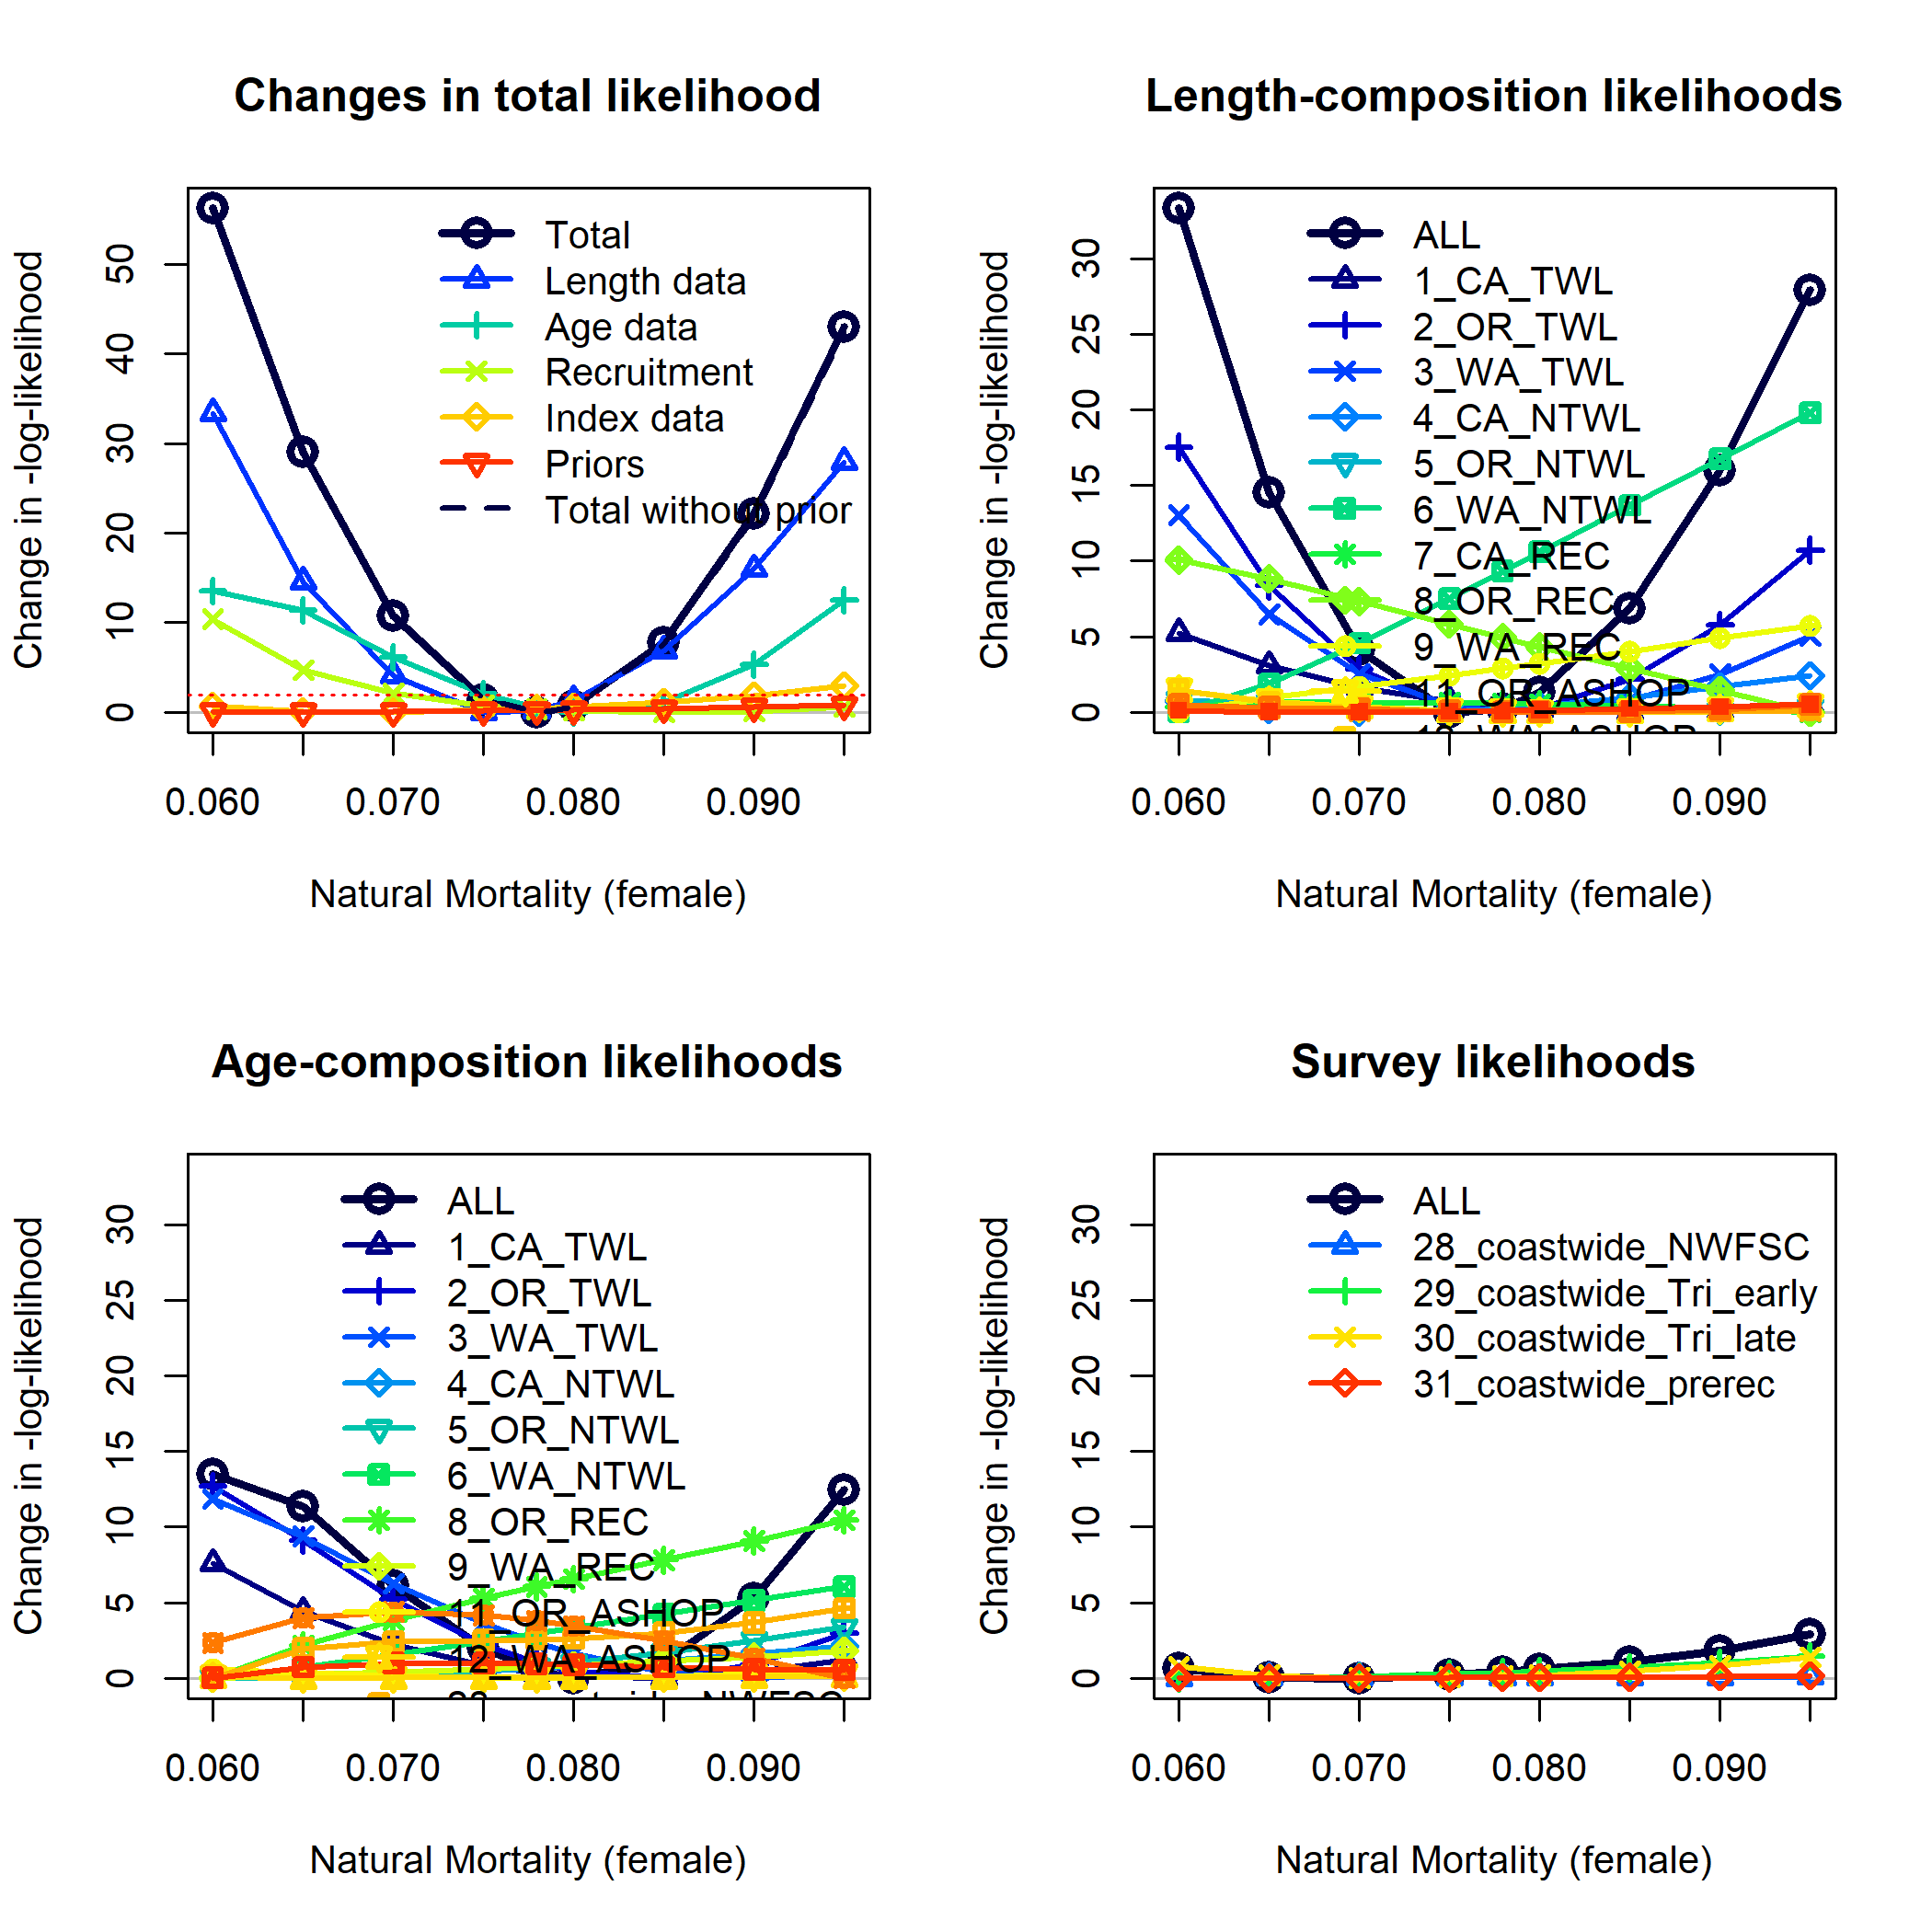 Changes in total likelihood
Change in -log-likelihood
50
40
30
20
10
0
Total
Length data
Age data
Recruitment
Index data
Priors
Total without prior
0.060 0.070 0.080 0.090
Natural Mortality (female)
Length-composition likelihoods
Change in -log-likelihood
30
25
20
15
10
5
0
ALL
1_CA_TWL
2_OR_TWL
3_WA_TWL
4_CA_NTWL
5_OR_NTWL
6_WA_NTWL
7_CA_REC
8_OR_REC
9_WA_REC
11_OR_ASHOP
12_WA_ASHOP
0.060 0.070 0.080 0.090
Natural Mortality (female)
Age-composition likelihoods
Change in -log-likelihood
30
25
20
15
10
5
0
ALL
1_CA_TWL
2_OR_TWL
3_WA_TWL
4_CA_NTWL
5_OR_NTWL
6_WA_NTWL
8_OR_REC
9_WA_REC
11_OR_ASHOP
12_WA_ASHOP
0.060 0.070 0.080 0.090
Natural Mortality (female)
Survey likelihoods
Change in -log-likelihood
30
25
20
15
10
5
0
ALL
28_coastwide_NWFSC
29_coastwide_Tri_early
30_coastwide_Tri_late
31_coastwide_prerec
0.060 0.070 0.080 0.090
Natural Mortality (female)